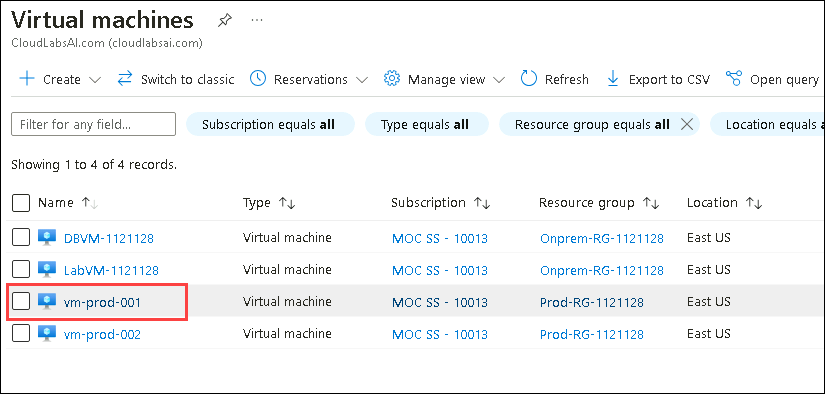 Virtual machines
CloudLabsAI.com (cloudlabsai.com)
Create Switch to classic Reservations Manage view Refresh Export to CSV Open query
Filter for any field... Subscription equals all Type equals all Resource group equals all Location equals
Showing 1 to 4 of 4 records.
Name Type Subscription Resource group Location
DBVM-1121128 Virtual machine MOC SS - 10013 Onprem-RG-1121128 East US
LabVM-1121128 Virtual machine MOC SS - 10013 Onprem-RG-1121128 East US
vm-prod-001 Virtual machine MOC SS - 10013 Prod-RG-1121128 East US
vm-prod-002 Virtual machine MOC SS - 10013 Prod-RG-1121128 East US